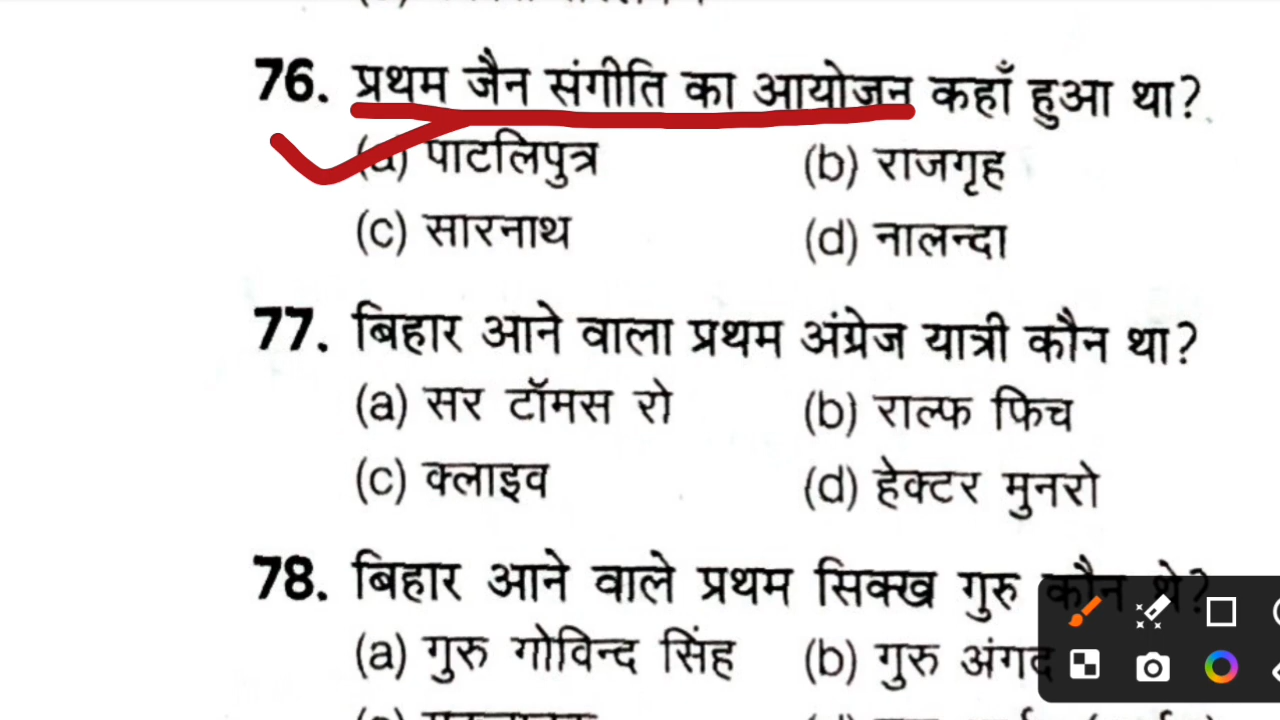 76. प्रथम जैन संगीति का आयोजन कहाँ हुआ था?
(a) पाटलिपुत्र (b) राजगृह
(c) सारनाथ (d) नालन्दा
77. बिहार आने वाला प्रथम अंग्रेज यात्री कौन था?
(a) सर टॉमस रो (b) राल्फ फिच
(c) क्लाइव (d) हेक्टर मुनरो
78. बिहार आने वाले प्रथम सिक्ख गुरु कौन थे?
(a) गुरु गोविन्द सिंह (b) गुरु अंगद